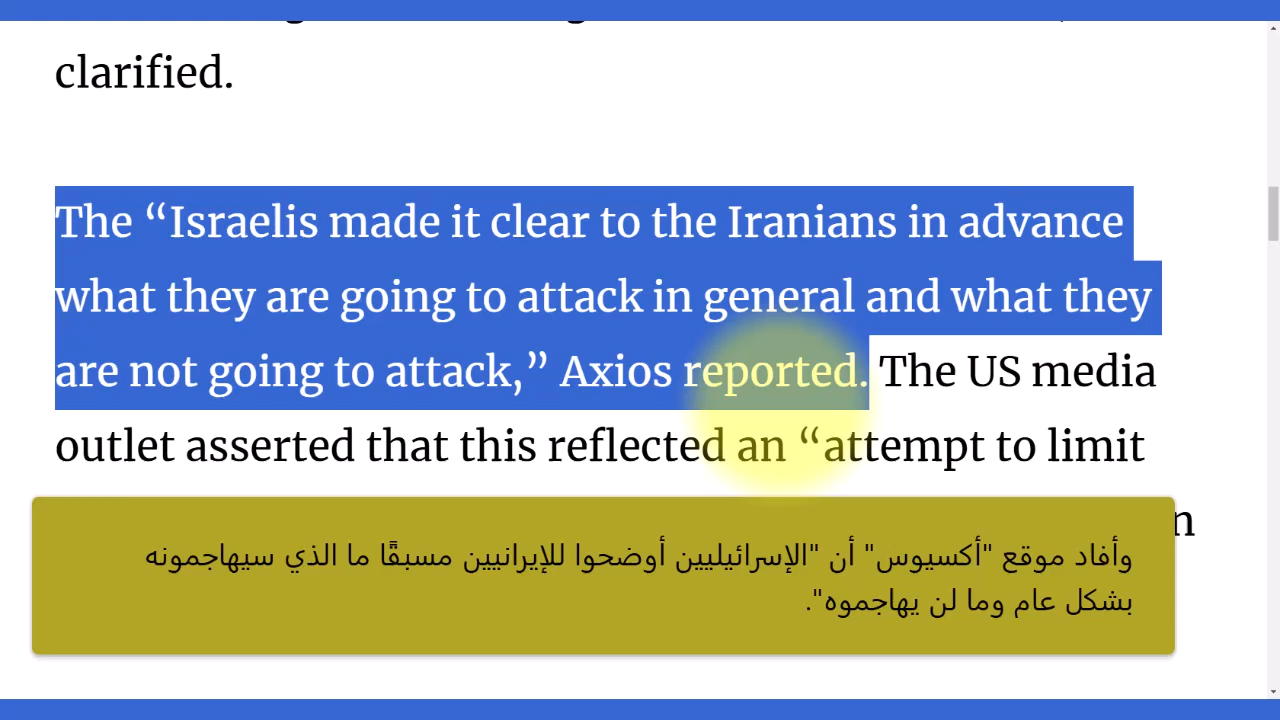 clarified.
The “Israelis made it clear to the Iranians in advance
what they are going to attack in general and what they
are not going to attack,” Axios reported. The US media
outlet asserted that this reflected an “attempt to limit
وأفاد موقع "أكسيوس" أن "الإسرائيليين أوضحوا للإيرانيين مسبقًا ما الذي سيهاجمونه
بشكل عام وما لن يهاجموه".